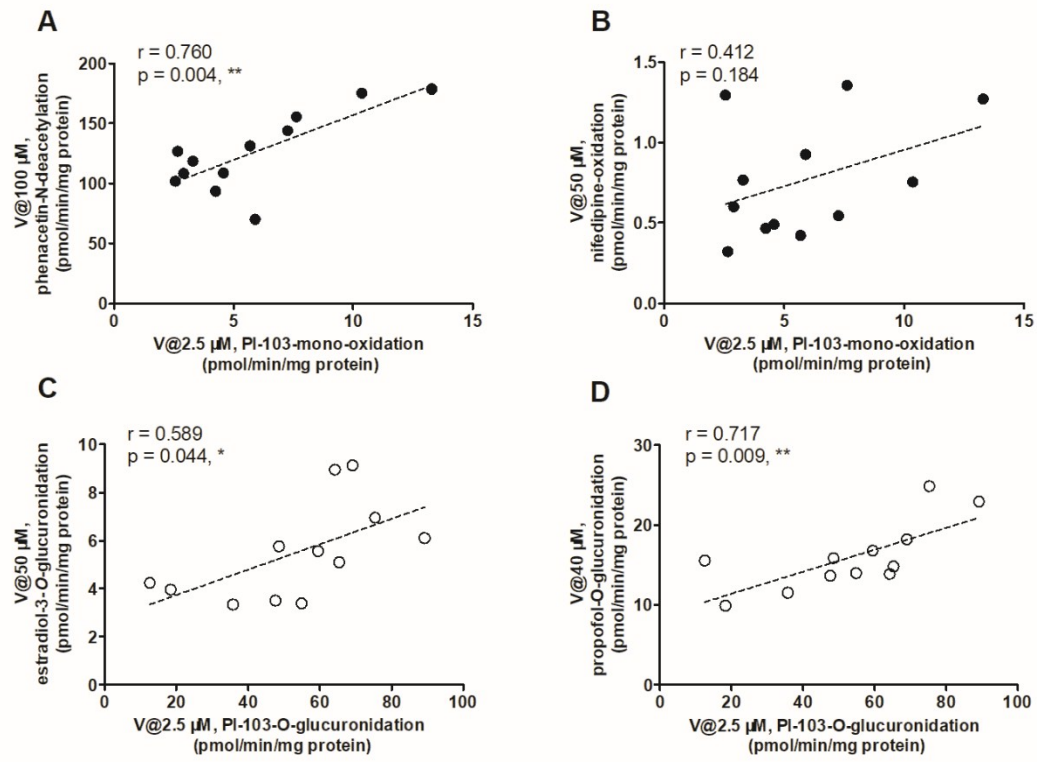 A
r = 0.760
p = 0.004, **
200
150
100
50
0
0 5 10 15
V@100 µM,
phenacetin-N-deacetylation
(pmol/min/mg protein)
V@2.5 µM, PI-103-mono-oxidation
(pmol/min/mg protein)
B
r = 0.412
p = 0.184
1.5
1.0
0.5
0.0
0 5 10 15
V@50 µM,
nifedipine-oxidation
(pmol/min/mg protein)
V@2.5 µM, PI-103-mono-oxidation
(pmol/min/mg protein)
C
r = 0.589
p = 0.044, *
10
8
6
4
2
0
0 20 40 60 80 100
V@50 µM,
estradiol-3-O-glucuronidation
(pmol/min/mg protein)
V@2.5 µM, PI-103-O-glucuronidation
(pmol/min/mg protein)
D
r = 0.717
p = 0.009, **
30
20
10
0
0 20 40 60 80 100
V@40 µM,
propofol-O-glucuronidation
(pmol/min/mg protein)
V@2.5 µM, PI-103-O-glucuronidation
(pmol/min/mg protein)